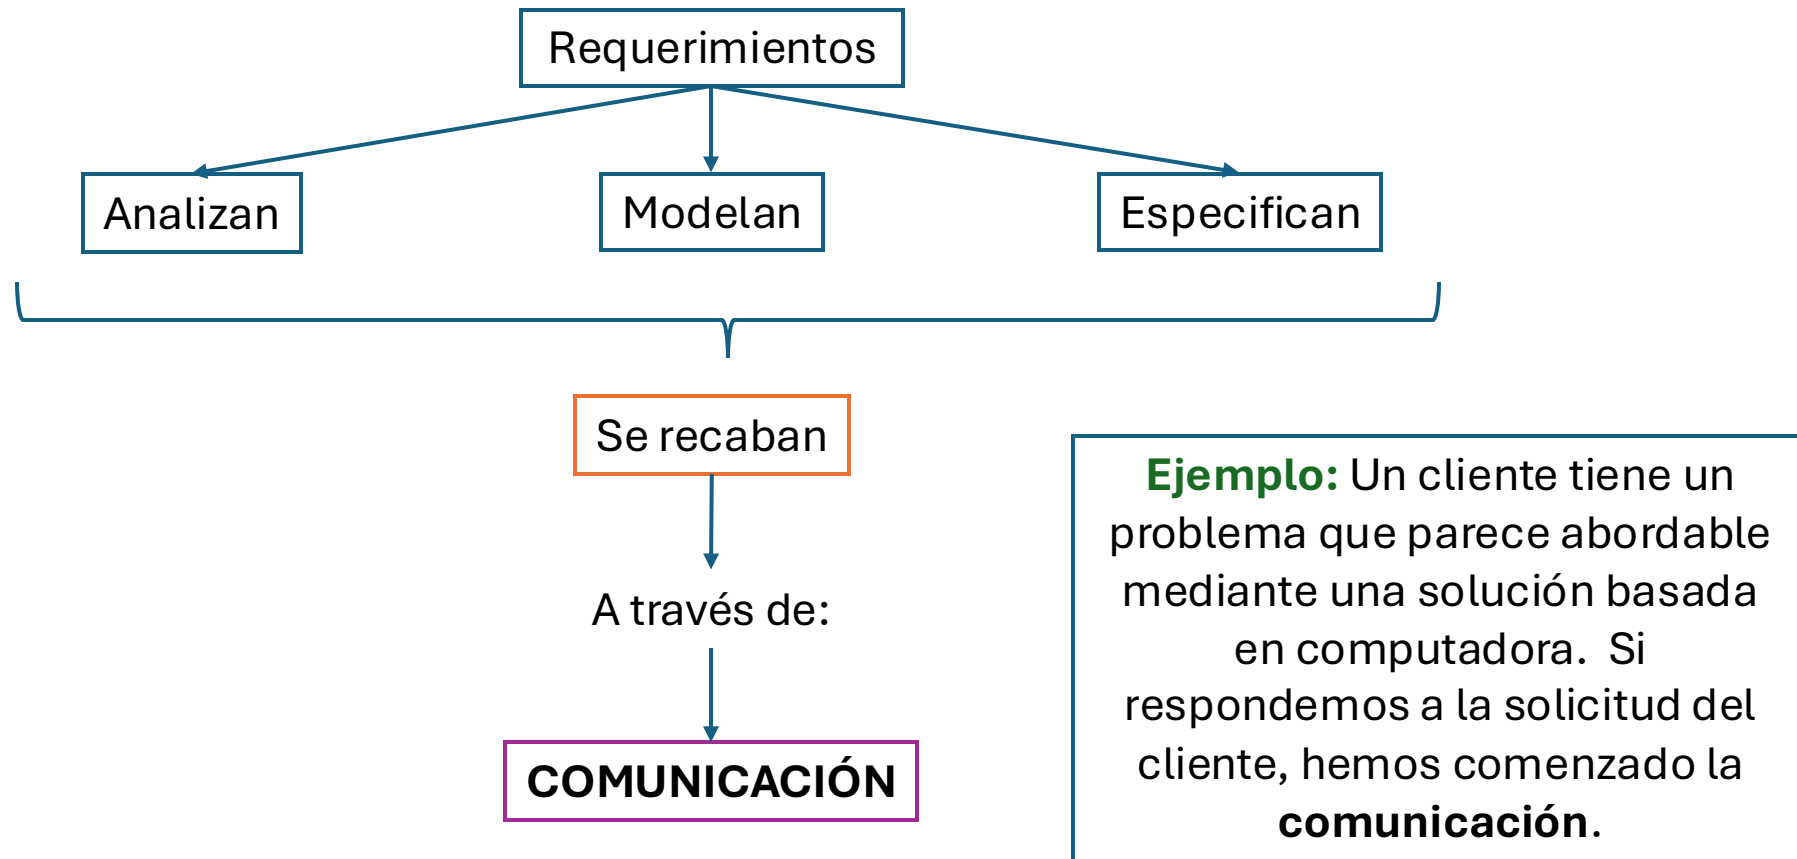 Requerimientos
Analizan
Modelan
Especifican
Se recaban
A través de:
COMUNICACIÓN
Ejemplo: Un cliente tiene un
problema que parece abordable
mediante una solución basada
en computadora. Si
respondemos a la solicitud del
cliente, hemos comenzado la
comunicación.